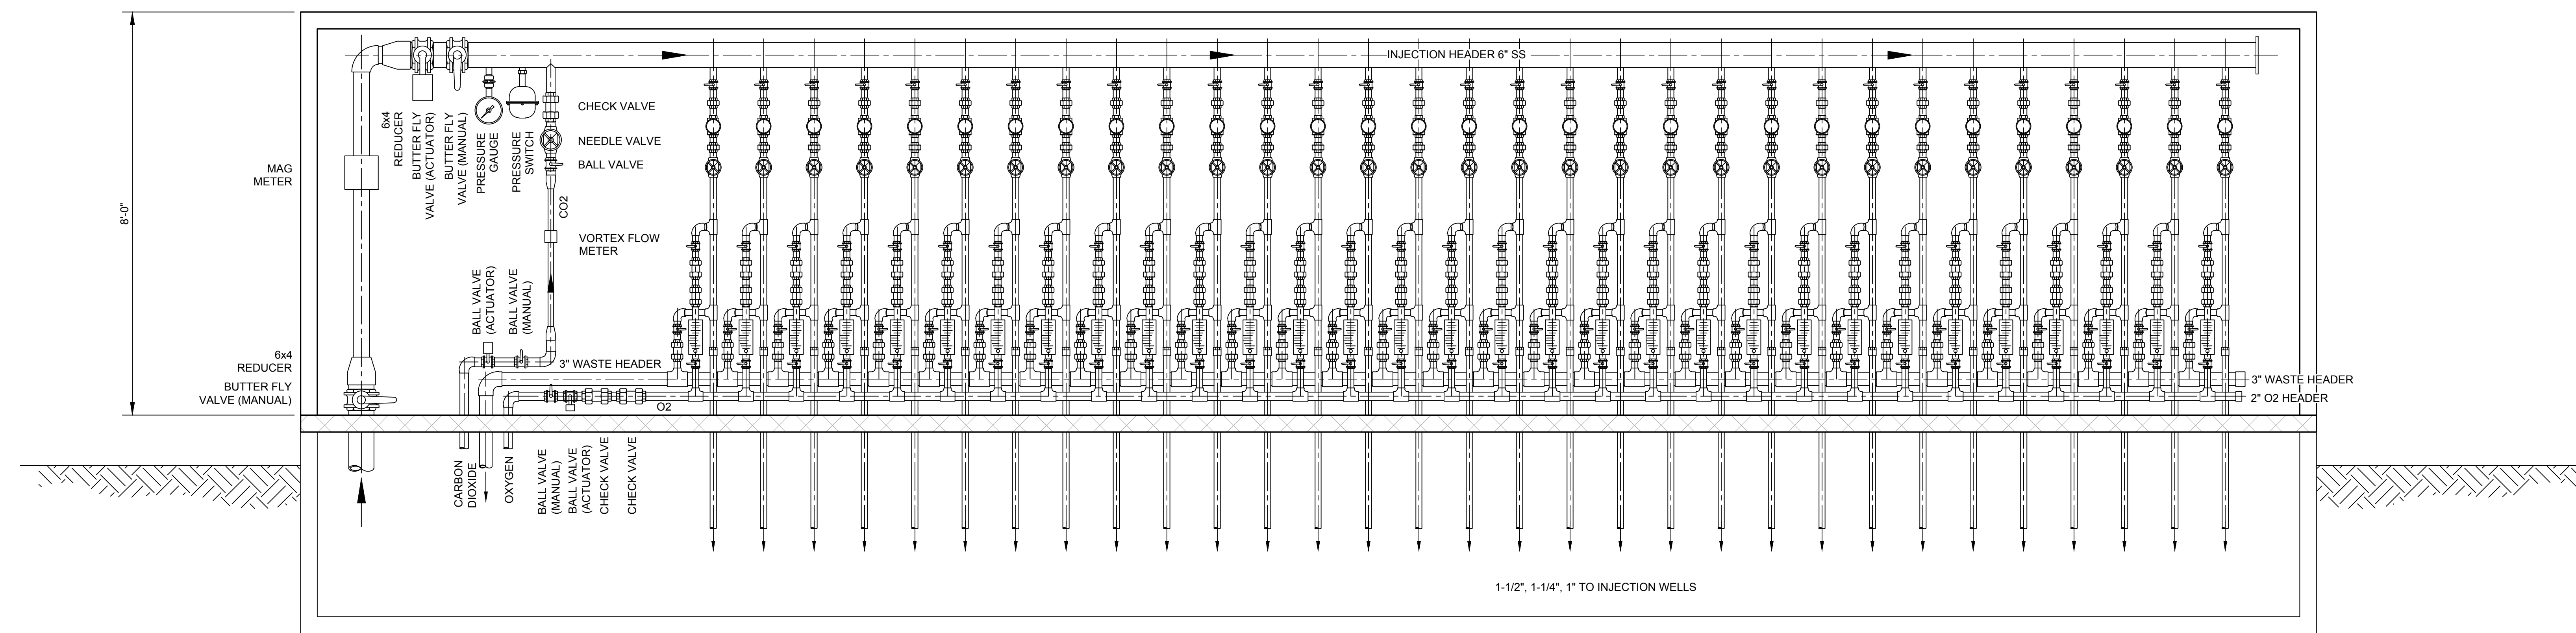 INJECTION HEADER 6" SS
8'-0"
MAG
METER
6x4
REDUCER
BUTTER FLY
VALVE (MANUAL)
6x4
REDUCER
BUTTER FLY
VALVE (ACTUATOR)
BUTTER FLY
VALVE (MANUAL)
PRESSURE
GAUGE
PRESSURE
SWITCH
CHECK VALVE
NEEDLE VALVE
BALL VALVE
CO2
VORTEX FLOW
METER
BALL VALVE
(ACTUATOR)
BALL VALVE
(MANUAL)
3" WASTE HEADER
O2
3" WASTE HEADER
2" O2 HEADER
CARBON
DIOXIDE
OXYGEN
BALL VALVE
(MANUAL)
BALL VALVE
(ACTUATOR)
CHECK VALVE
CHECK VALVE
1-1/2", 1-1/4", 1" TO INJECTION WELLS